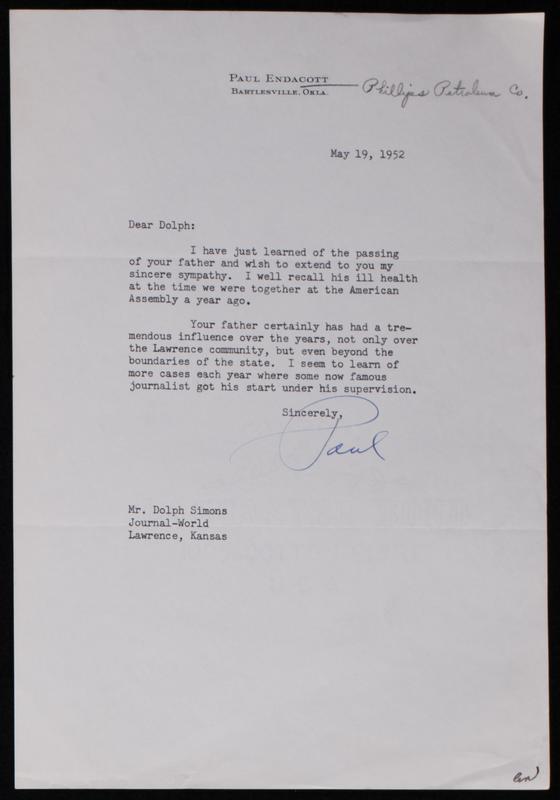 PAUL ENDACOTT
BARTLESVILLE, OKLA.
Phillips Petroleum Co.
May 19, 1952
Dear Dolph:
I have just learned of the passing
of your father and wish to extend to you my
sincere sympathy. I well recall his ill health
at the time we were together at the American
Assembly a year ago.
Your father certainly has had a tre-
mendous influence over the years, not only over
the Lawrence community, but even beyond the
boundaries of the state. I seem to learn of
more cases each year where some now famous
journalist got his start under his supervision.
Sincerely,
Paul
Mr. Dolph Simons
Journal-World
Lawrence, Kansas